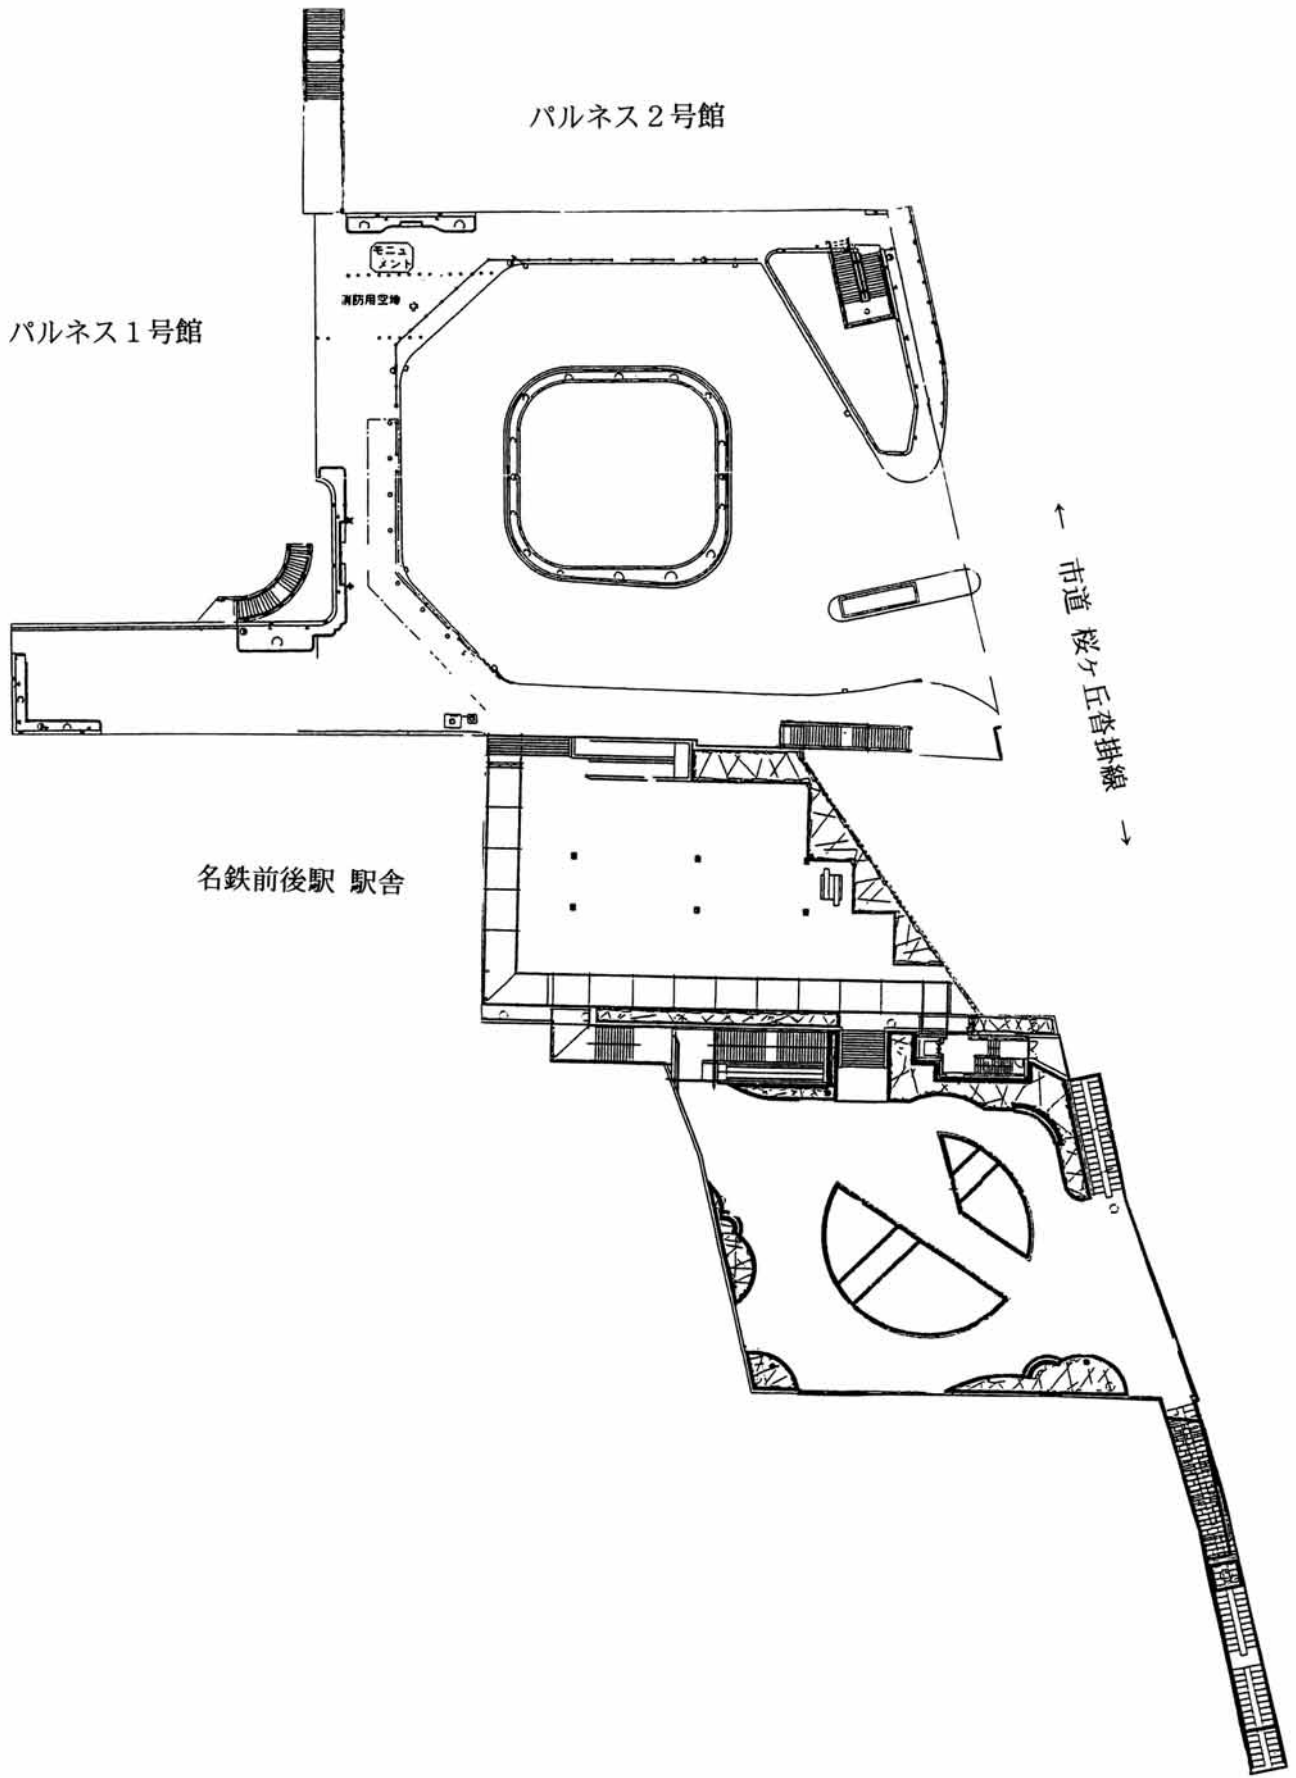 パルネス２号館
モニュ
メント
消防用空地
パルネス１号館
← 市道 桜ヶ丘沓掛線 →
名鉄前後駅 駅舎